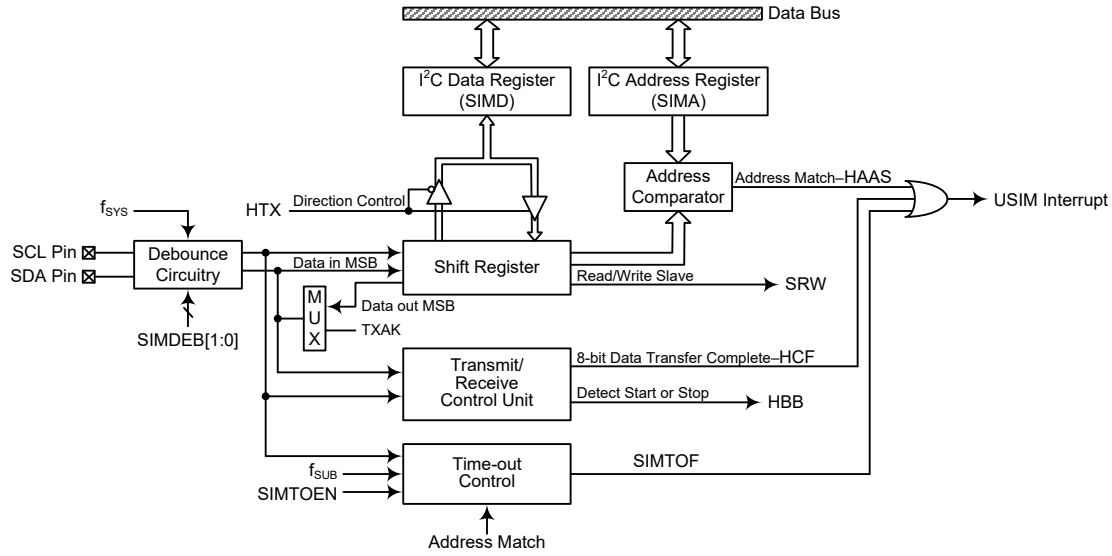 Data Bus
I²C Data Register
(SIMD)
I²C Address Register
(SIMA)
Address
Comparator
Address Match–HAAS
USIM Interrupt
HTX
Direction Control
fSYS
SCL Pin
SDA Pin
Debounce
Circuitry
Data in MSB
Shift Register
Read/Write Slave
SRW
M
U
X
Data out MSB
TXAK
SIMDEB[1:0]
Transmit/
Receive
Control Unit
8-bit Data Transfer Complete–HCF
Detect Start or Stop
HBB
Time-out
Control
SIMTOF
fSUB
SIMTOEN
Address Match